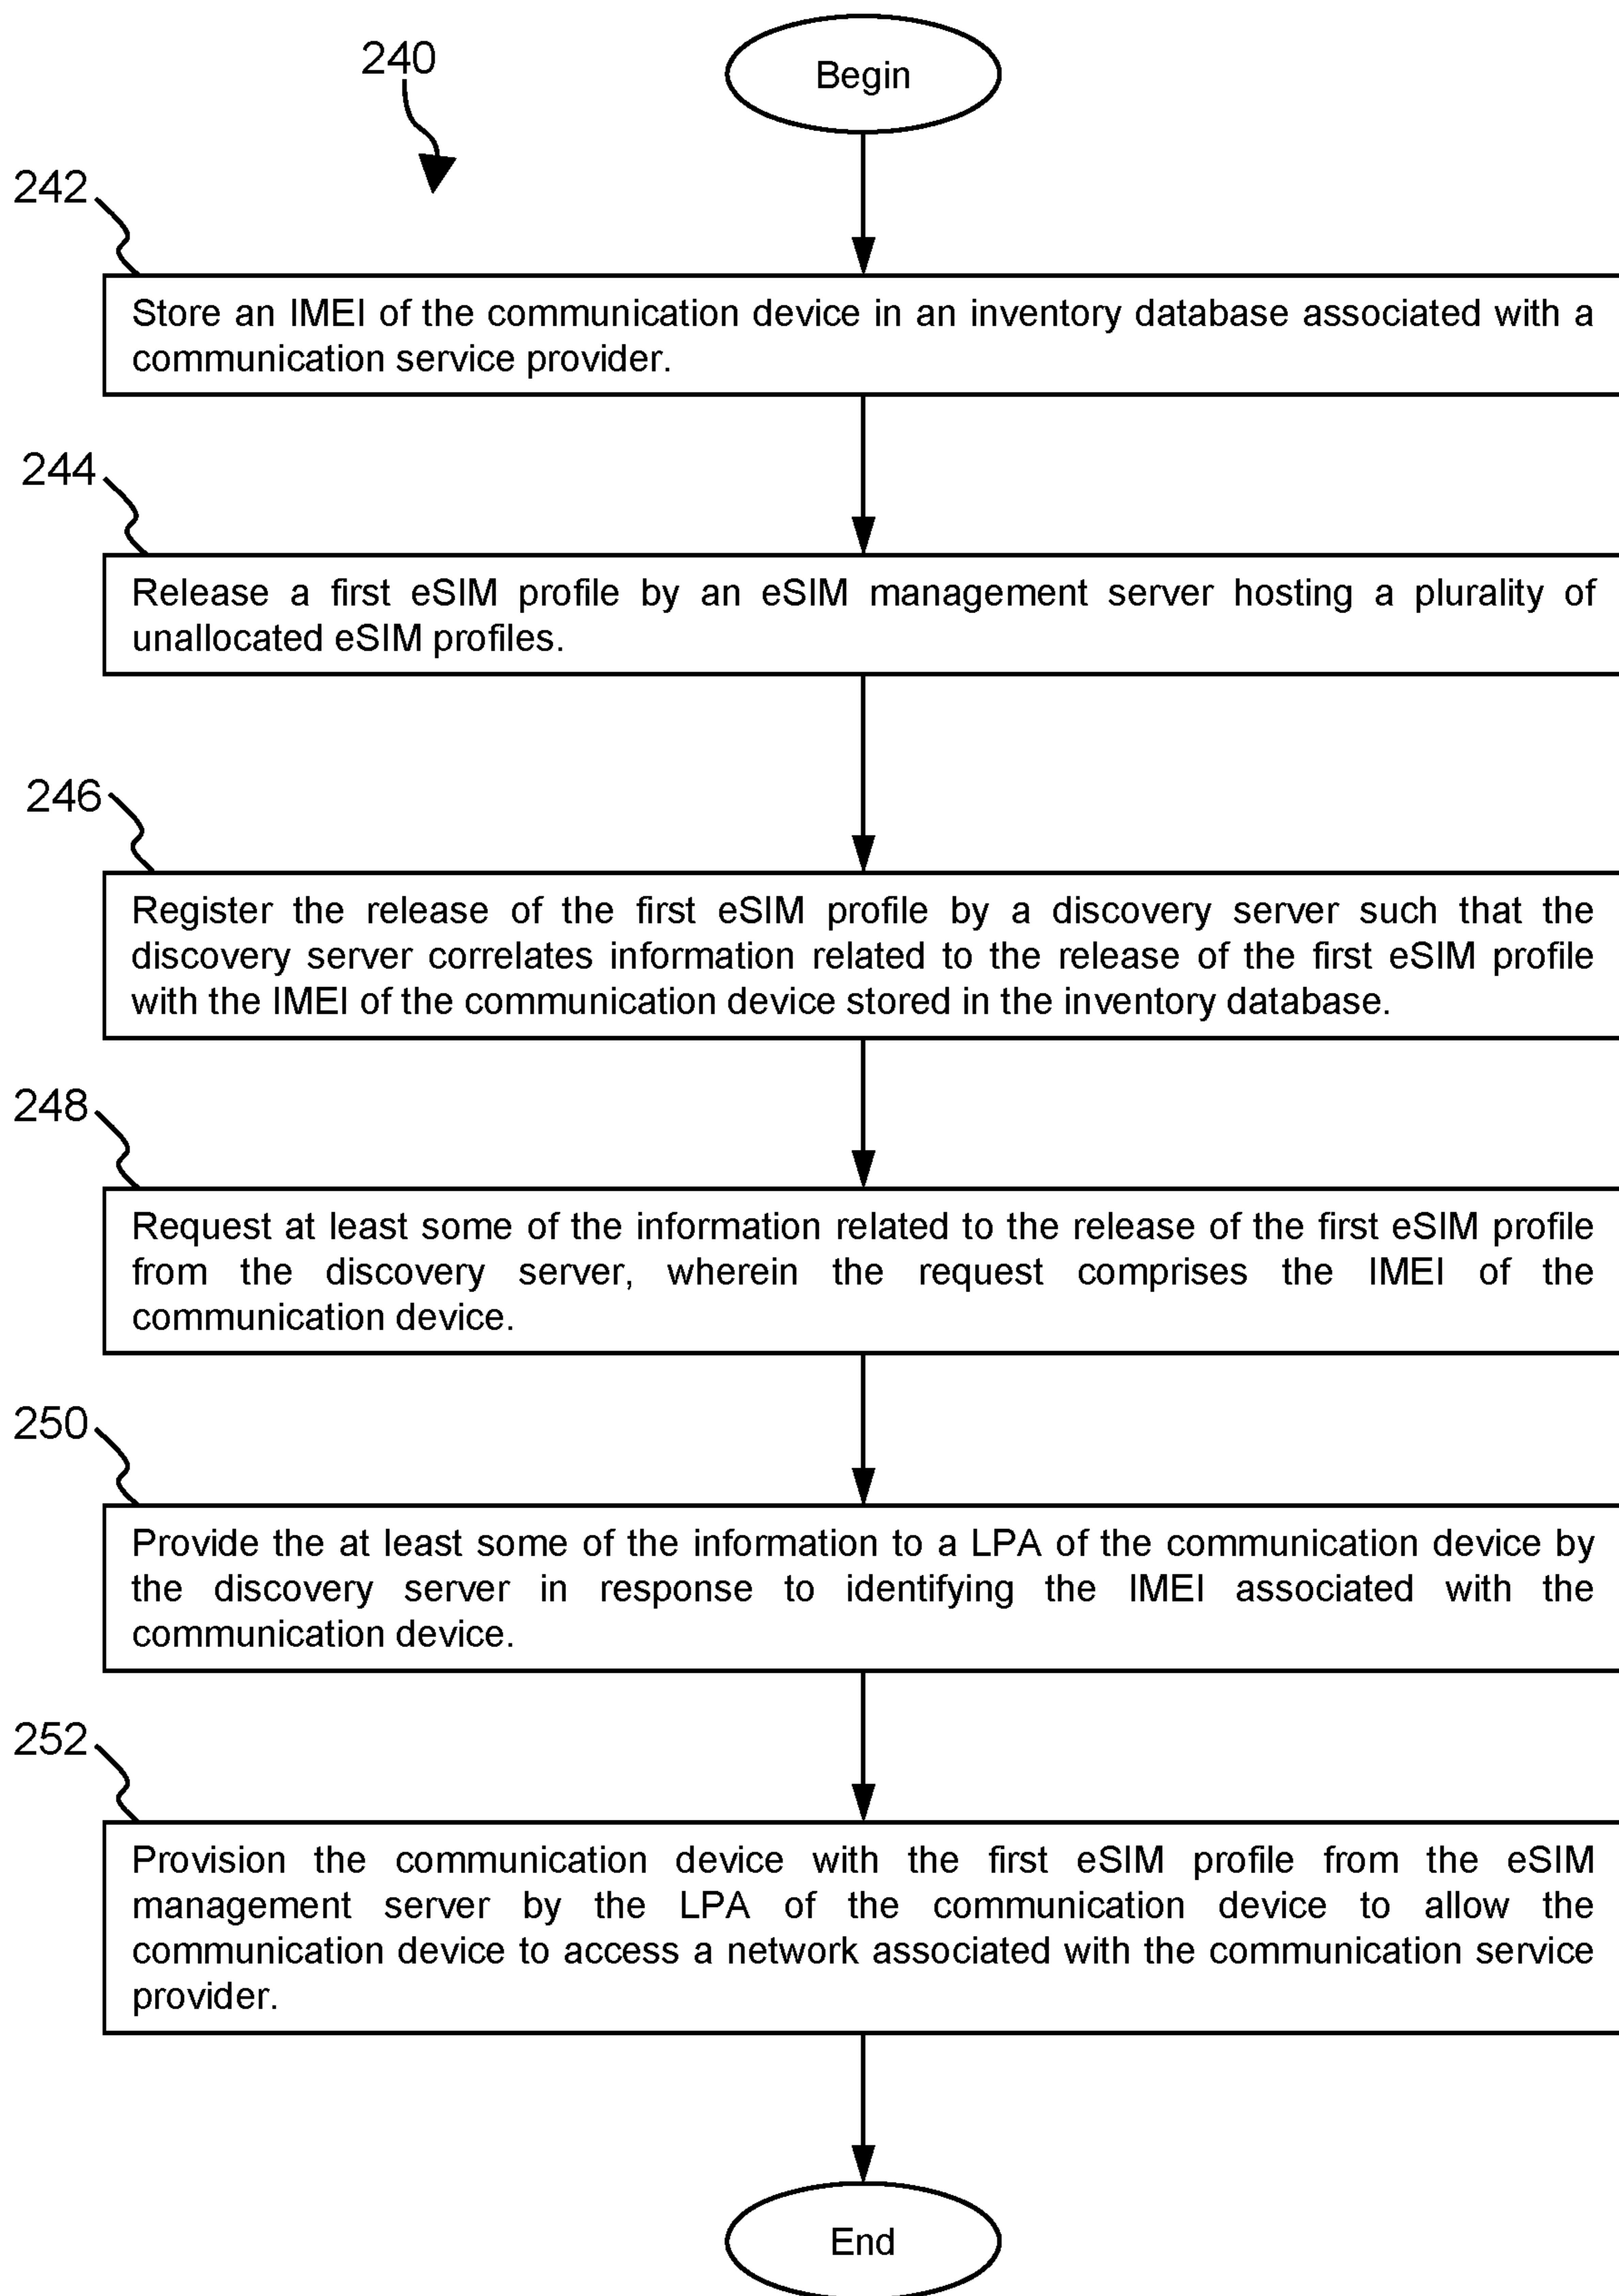 240
Begin
242
Store an IMEI of the communication device in an inventory database associated with a
communication service provider.
244
Release a first eSIM profile by an eSIM management server hosting a plurality of
unallocated eSIM profiles.
246
Register the release of the first eSIM profile by a discovery server such that the
discovery server correlates information related to the release of the first eSIM profile
with the IMEI of the communication device stored in the inventory database.
248
Request at least some of the information related to the release of the first eSIM profile
from the discovery server, wherein the request comprises the IMEI of the
communication device.
250
Provide the at least some of the information to a LPA of the communication device by
the discovery server in response to identifying the IMEI associated with the
communication device.
252
Provision the communication device with the first eSIM profile from the eSIM
management server by the LPA of the communication device to allow the
communication device to access a network associated with the communication service
provider.
End